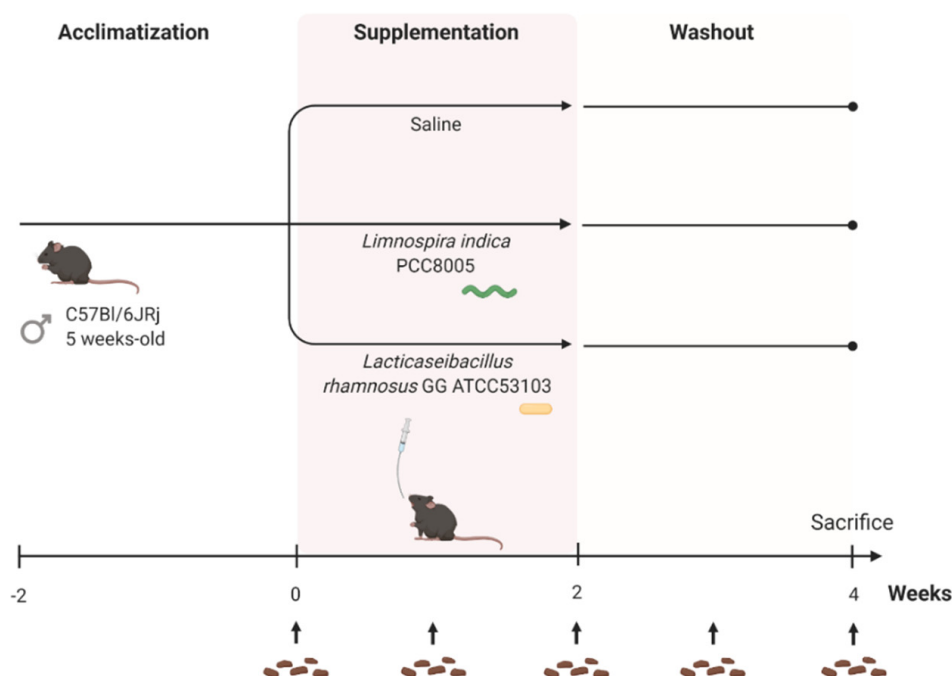 Acclimatization
Supplementation
Washout
Saline
Limnospira indica
PCC8005
C57Bl/6JRj
5 weeks-old
Lacticaseibacillus
rhamnosus GG ATCC53103
Sacrifice
-2
0
2
4
Weeks